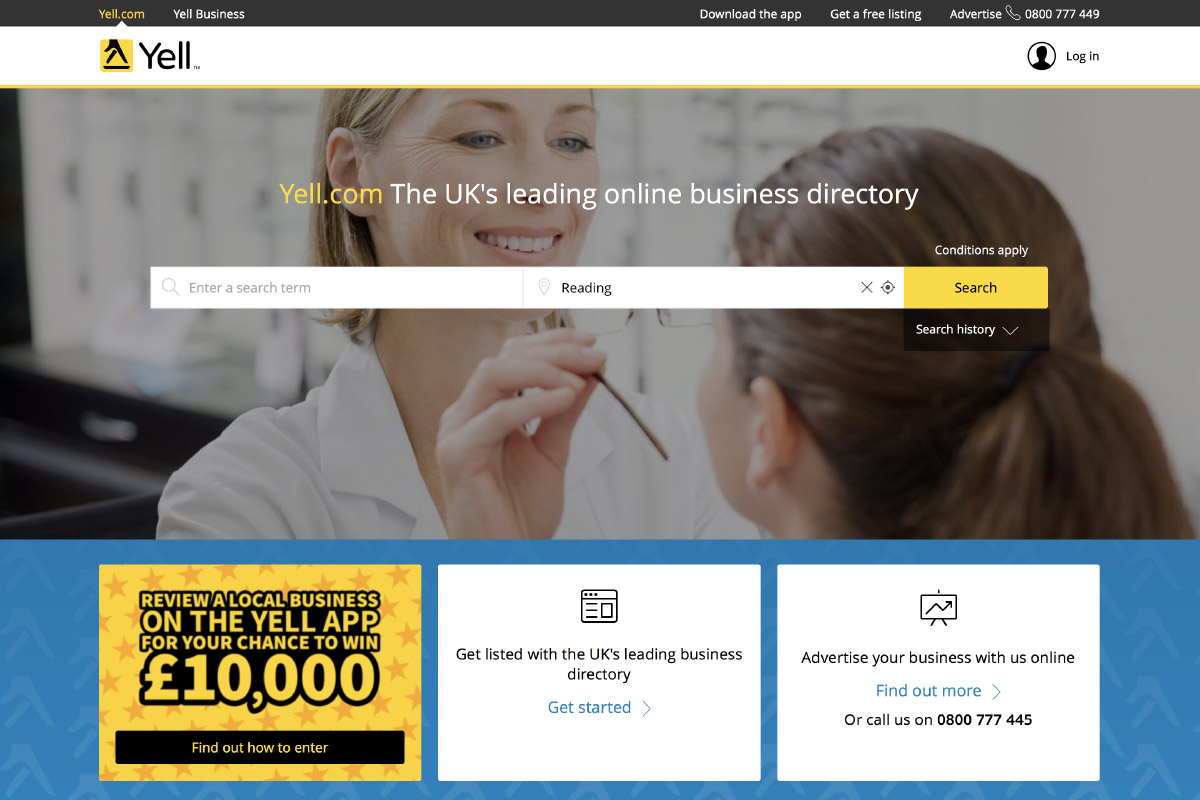 Yell.com Yell Business Download the app Get a free listing Advertise 0800 777 449
Yell™ Log in
Yell.com The UK's leading online business directory
Conditions apply
Enter a search term Reading Search
Search history
REVIEW A LOCAL BUSINESS
ON THE YELL APP
FOR YOUR CHANCE TO WIN
£10,000
Find out how to enter
Get listed with the UK's leading business
directory
Get started
Advertise your business with us online
Find out more
Or call us on 0800 777 445